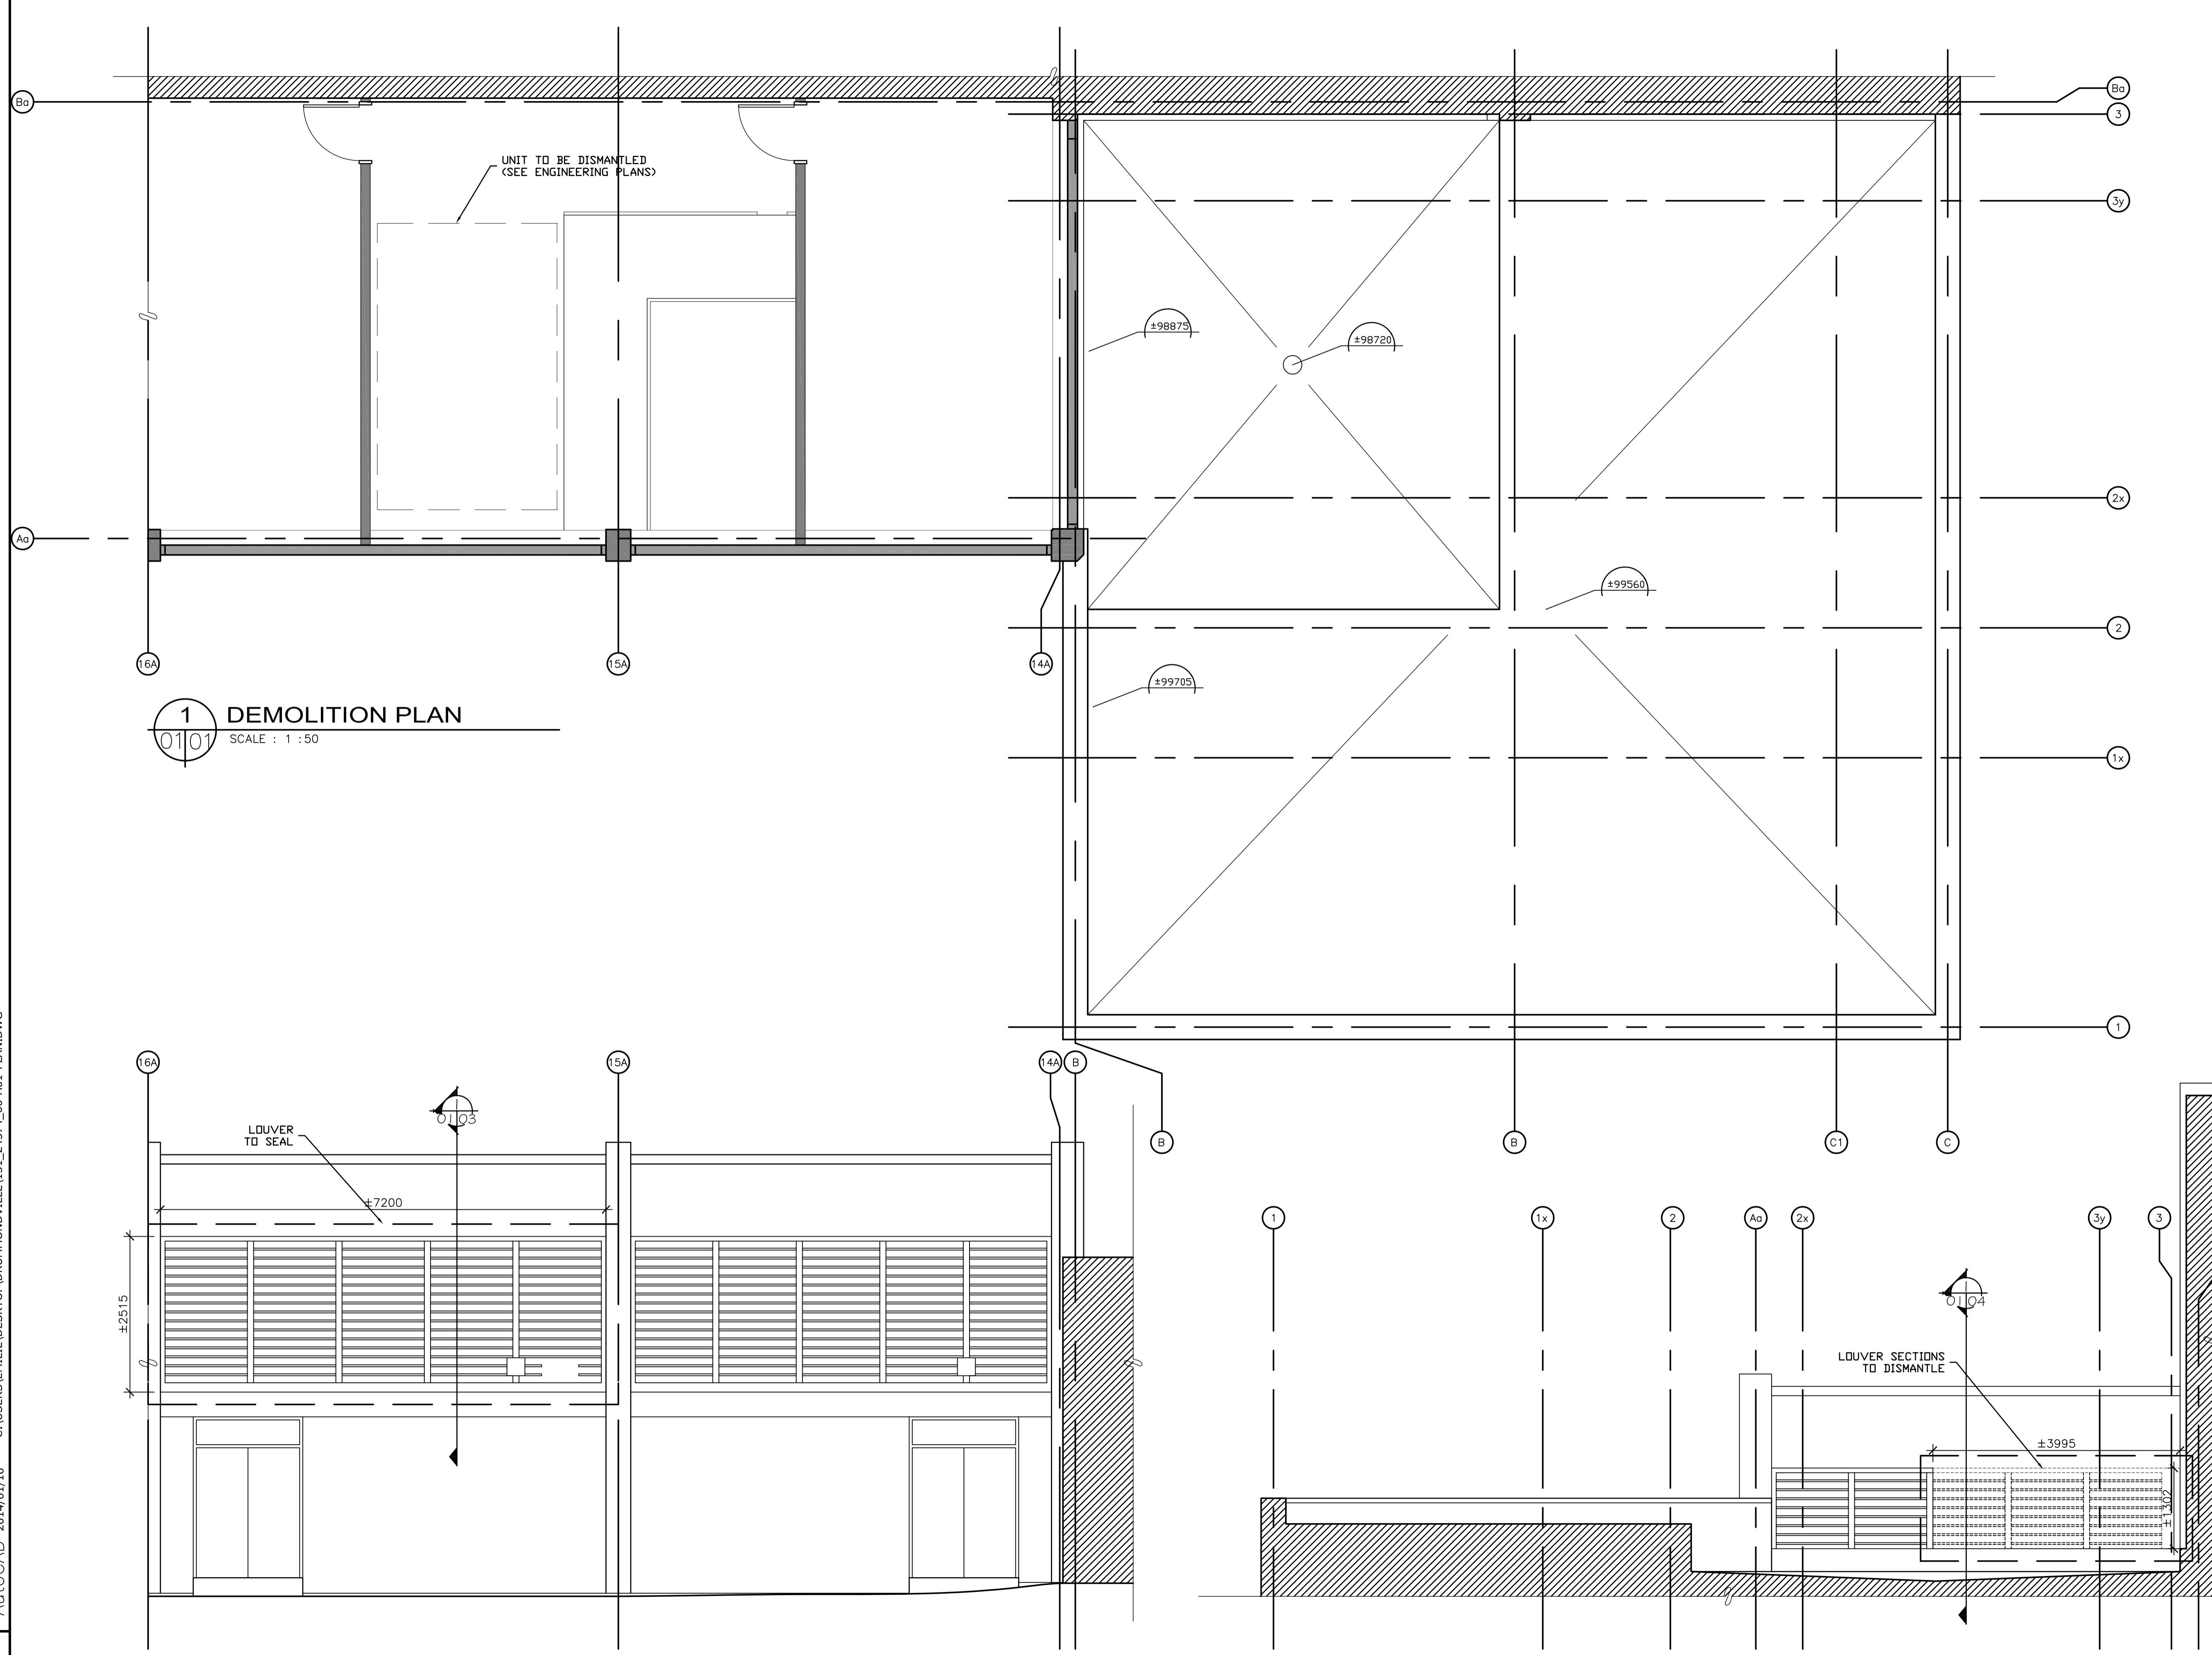 Ba
Ba
3
UNIT TO BE DISMANTLED
(SEE ENGINEERING PLANS)
3y
±98875
±98720
2x
Aa
±99560
2
16A
15A
14A
±99705
1
DEMOLITION PLAN
01 01
SCALE : 1 :50
1x
1
16A
15A
14A
B
01 03
LOUVER
TO SEAL
B
B
C1
C
±7200
1
1x
2
Aa
2x
3y
3
01 04
±2515
LOUVER SECTIONS
TO DISMANTLE
±3995
±1302